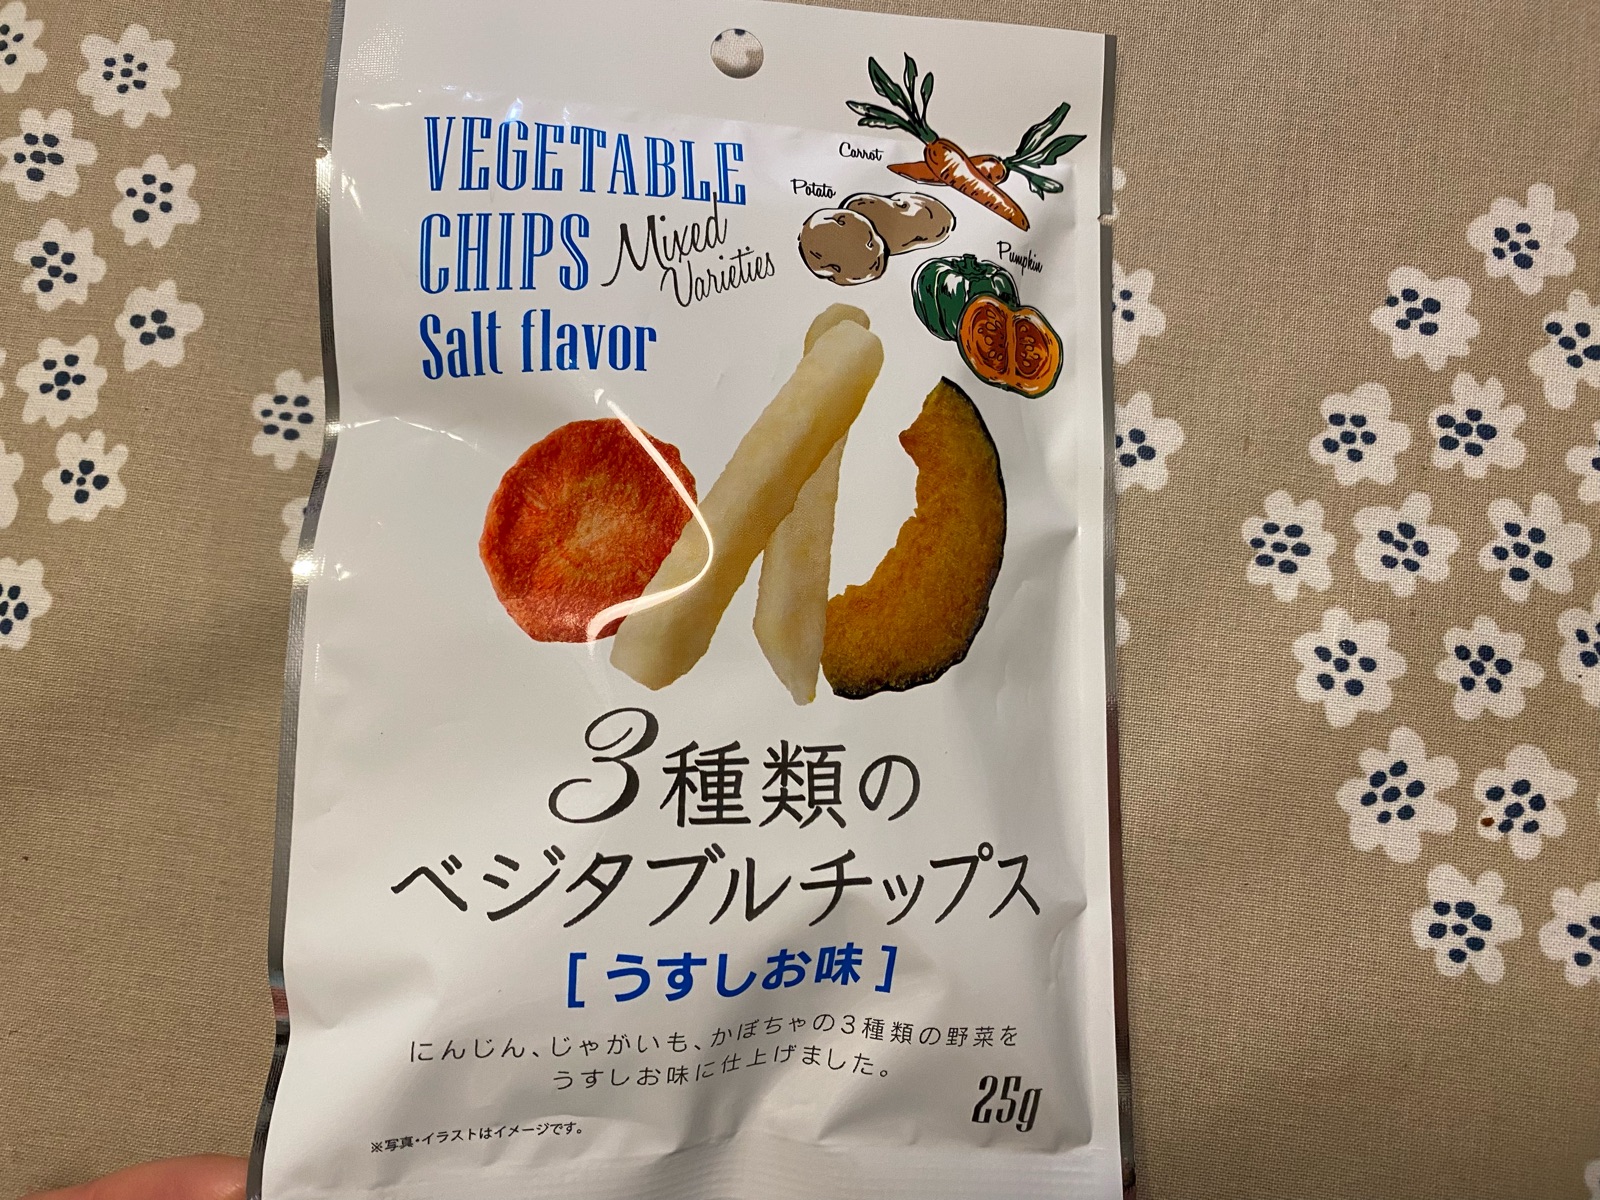 VEGETABLE
CHIPS Mixed
Varieties
Salt flavor
Carrot
Potato
Pumpkin
3種類の
ベジタブルチップス
[うすしお味]
にんじん、じゃがいも、かぼちゃの3種類の野菜を
うすしお味に仕上げました。
25g
※写真・イラストはイメージです。